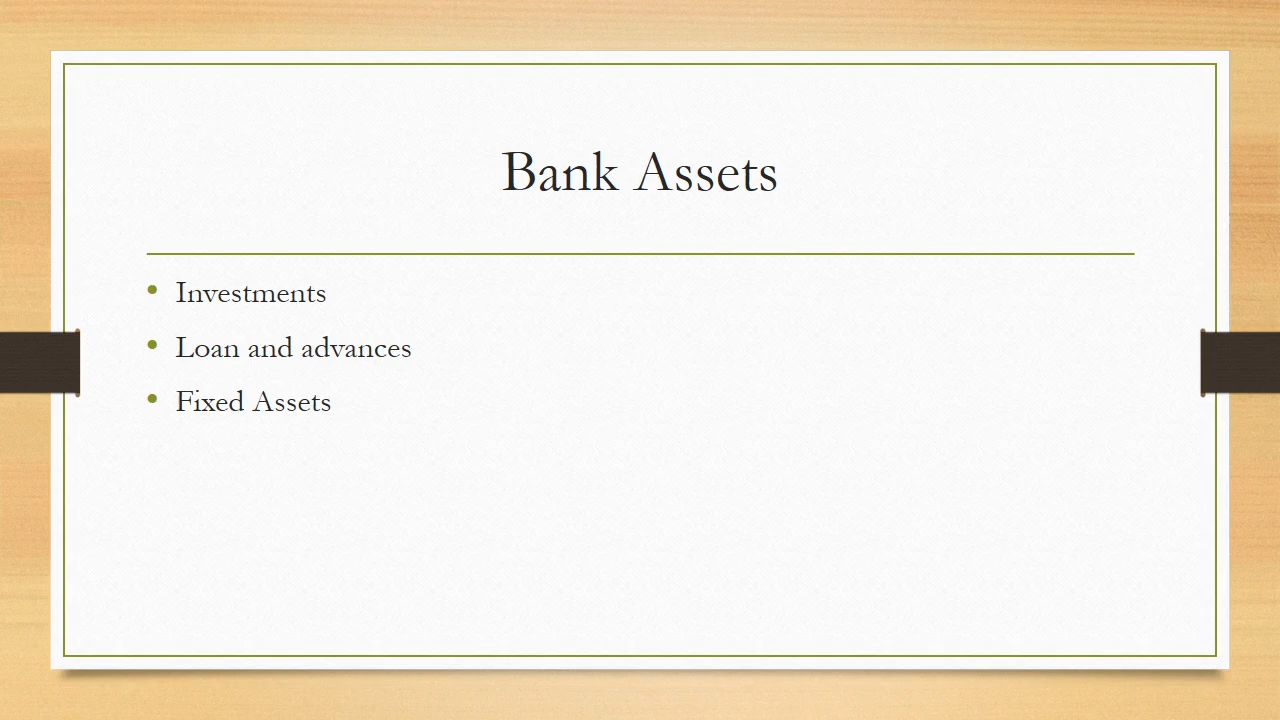 Bank Assets
• Investments
• Loan and advances
• Fixed Assets